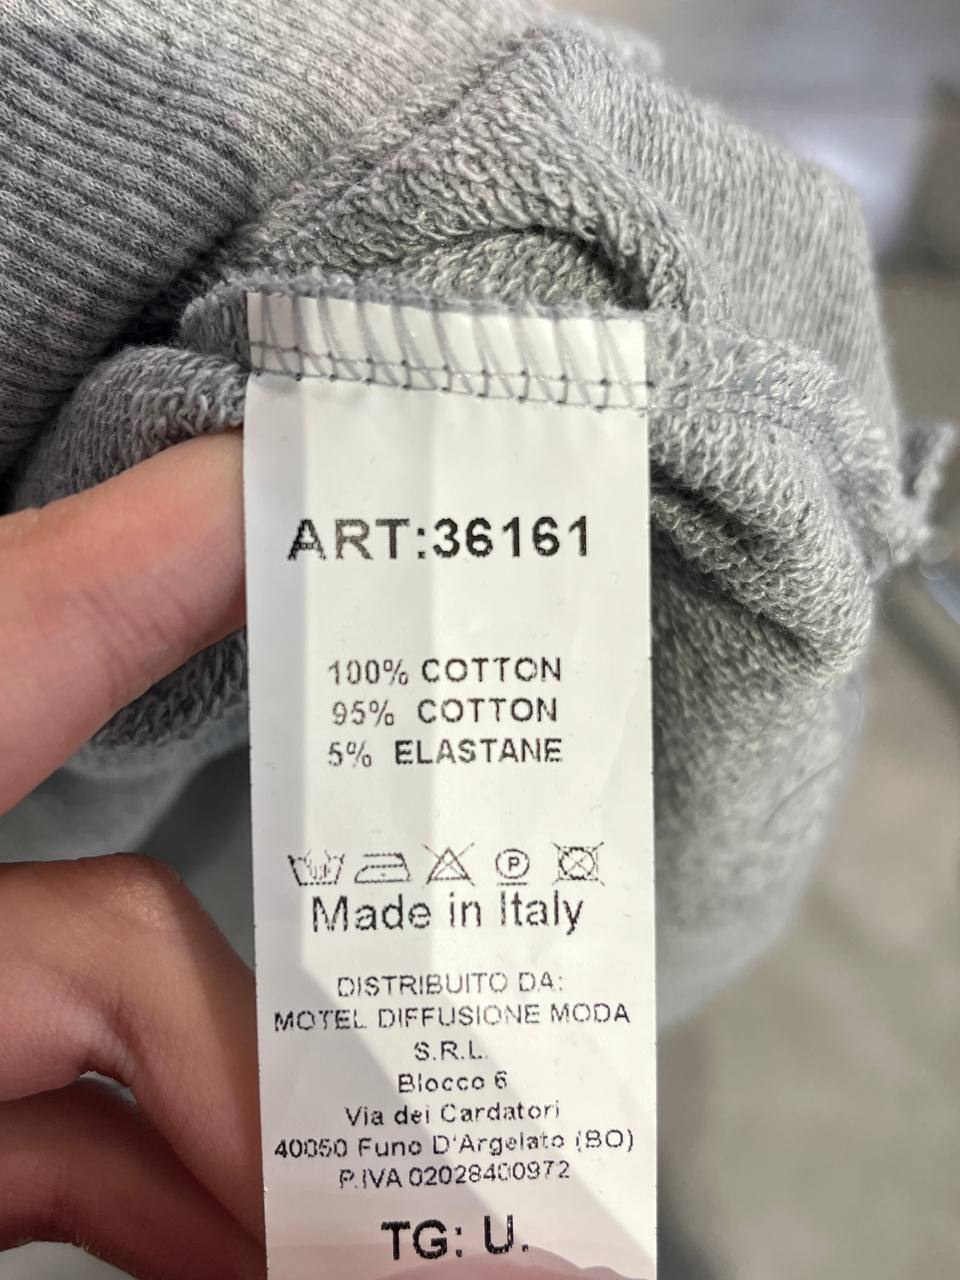 ART:36161
100% COTTON
95% COTTON
5% ELASTANE
P
Made in Italy
DISTRIBUITO DA:
MOTEL DIFFUSIONE MODA
S.R.L.
Blocco 6
Via dei Cardatori
40050 Funo D'Argelato (BO)
P.IVA 02028400972
TG: U.